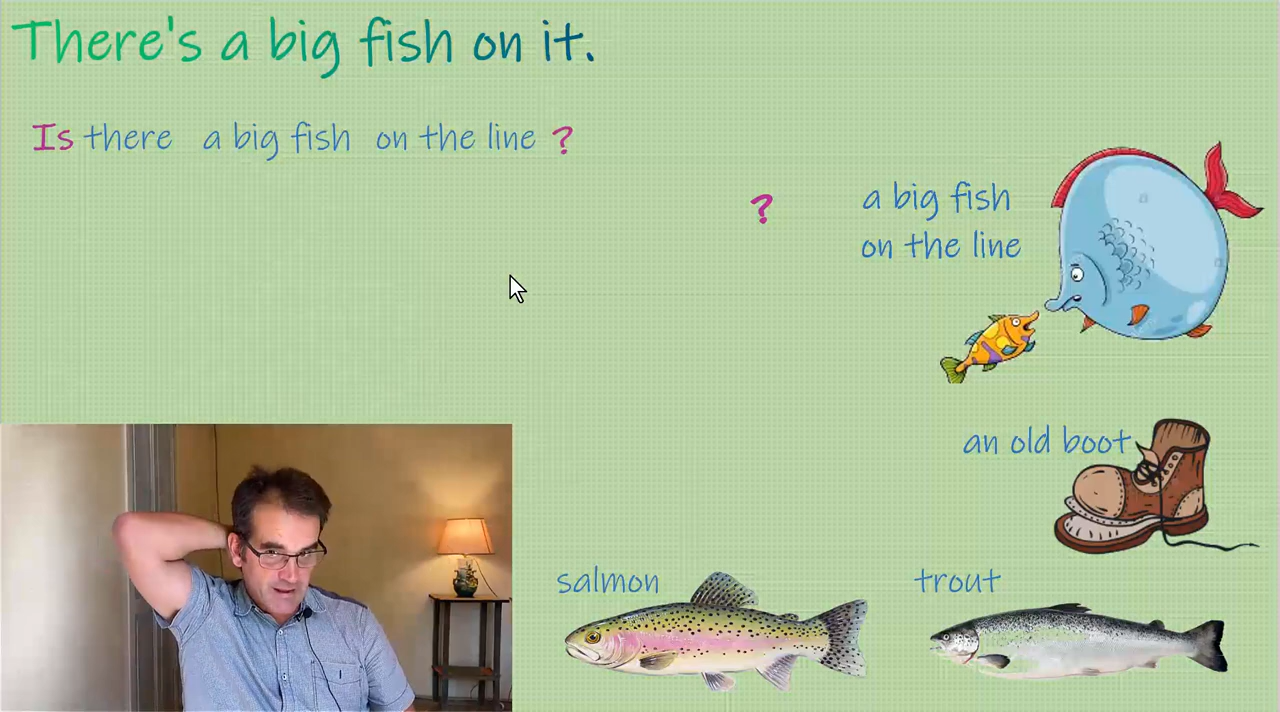 There's a big fish on it.
Is there a big fish on the line ?
?
a big fish
on the line
an old boot
salmon
trout